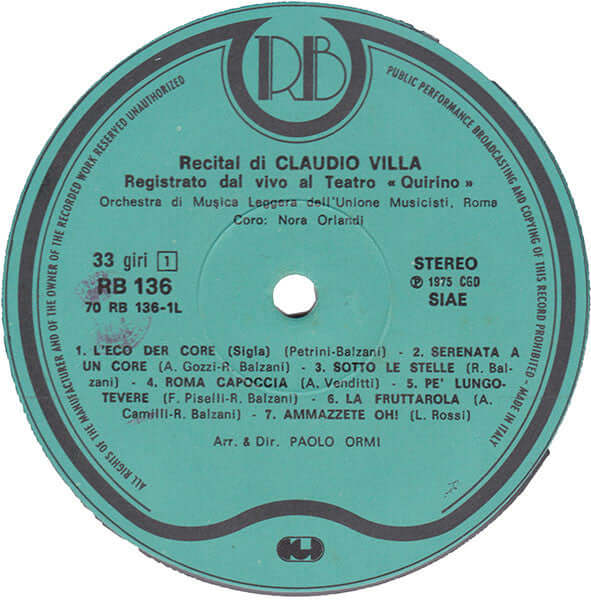 RB
ALL RIGHTS OF THE MANUFACTURER AND OF THE OWNER OF THE RECORDED WORK RESERVED UNAUTHORIZED
PUBLIC PERFORMANCE BROADCASTING AND COPYING OF THIS RECORD PROHIBITED - MADE IN ITALY
Recital di CLAUDIO VILLA
Registrato dal vivo al Teatro « Quirino »
Orchestra di Musica Leggera dell'Unione Musicisti, Roma
Coro: Nora Orlandi
33 giri 1
RB 136
70 RB 136-1L
STEREO
Ⓟ 1975 CGD
SIAE
1. L'ECO DER CORE (Sigla) (Petrini-Balzani) - 2. SERENATA A
UN CORE (A. Gozzi-R. Balzani) - 3. SOTTO LE STELLE (R. Bal-
zani) - 4. ROMA CAPOCCIA (A. Venditti) - 5. PE' LUNGO-
TEVERE (F. Piselli-R. Balzani) - 6. LA FRUTTAROLA (A.
Camilli-R. Balzani) - 7. AMMAZZETE OH! (L. Rossi)
Arr. & Dir. PAOLO ORMI